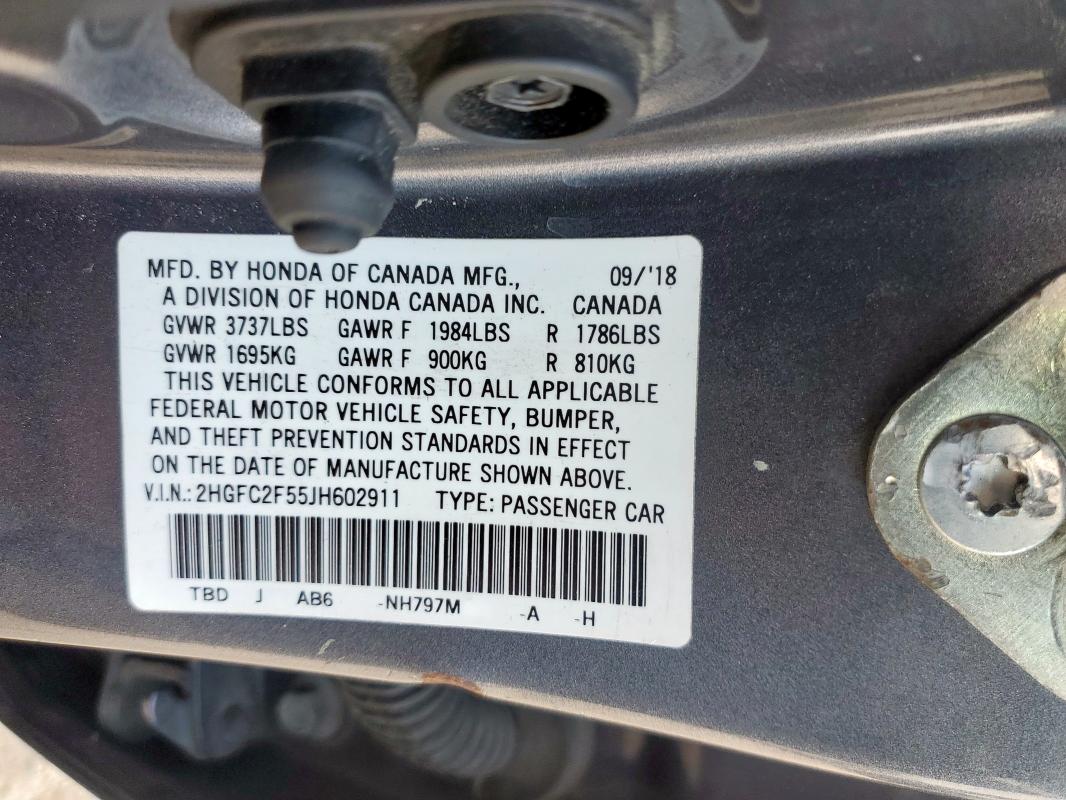 MFD. BY HONDA OF CANADA MFG., 09/'18
A DIVISION OF HONDA CANADA INC. CANADA
GVWR 3737LBS GAWR F 1984LBS R 1786LBS
GVWR 1695KG GAWR F 900KG R 810KG
THIS VEHICLE CONFORMS TO ALL APPLICABLE
FEDERAL MOTOR VEHICLE SAFETY, BUMPER,
AND THEFT PREVENTION STANDARDS IN EFFECT
ON THE DATE OF MANUFACTURE SHOWN ABOVE.
V.I.N.: 2HGFC2F55JH602911 TYPE: PASSENGER CAR
TBD J AB6 -NH797M -A -H